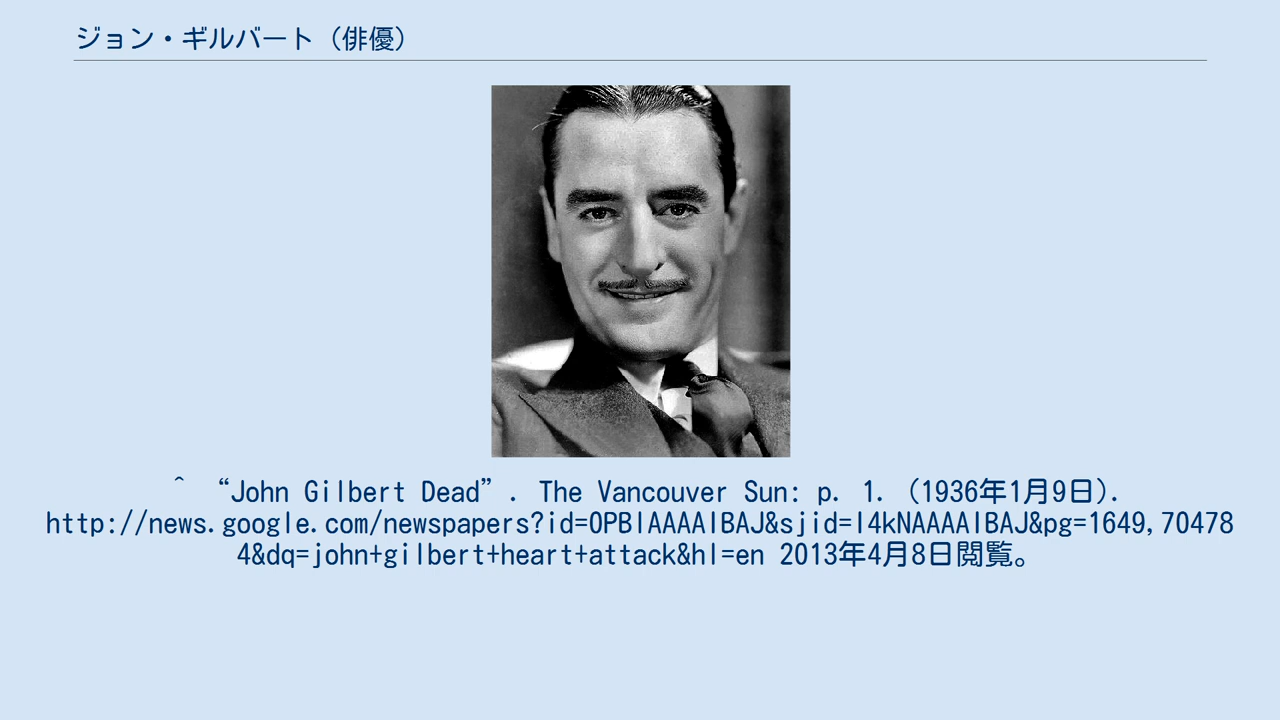 ジョン・ギルバート（俳優）
^ “John Gilbert Dead”. The Vancouver Sun: p. 1. (1936年1月9日).
http://news.google.com/newspapers?id=OPBlAAAAIBAJ&sjid=I4kNAAAAIBAJ&pg=1649,70478
4&dq=john+gilbert+heart+attack&hl=en 2013年4月8日閲覧。